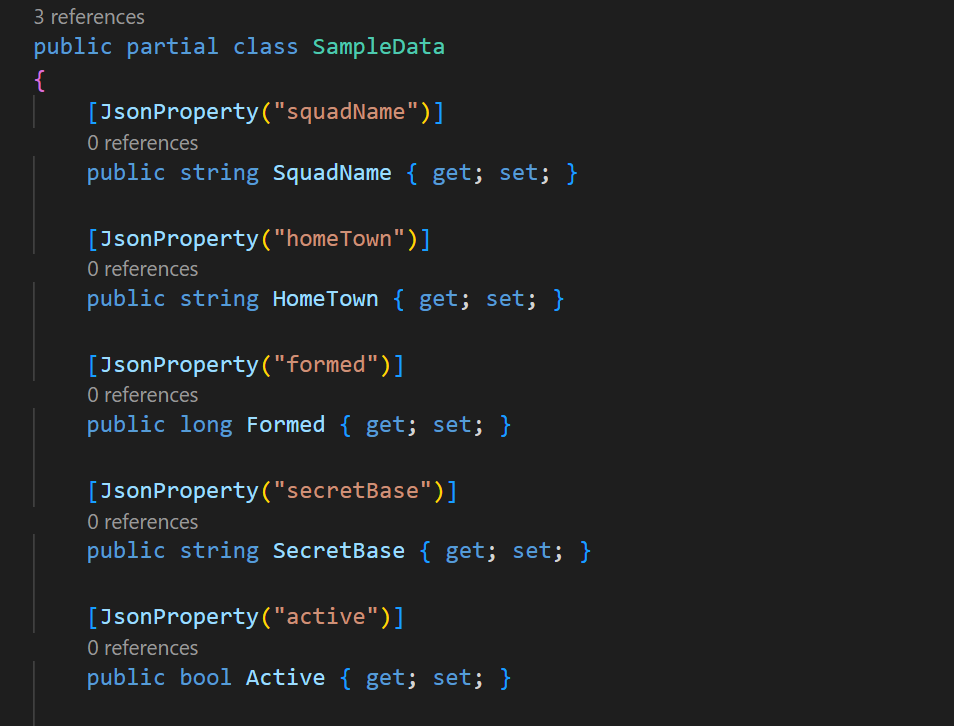 3 references
public partial class SampleData
{
[JsonProperty("squadName")]
0 references
public string SquadName { get; set; }
[JsonProperty("homeTown")]
0 references
public string HomeTown { get; set; }
[JsonProperty("formed")]
0 references
public long Formed { get; set; }
[JsonProperty("secretBase")]
0 references
public string SecretBase { get; set; }
[JsonProperty("active")]
0 references
public bool Active { get; set; }